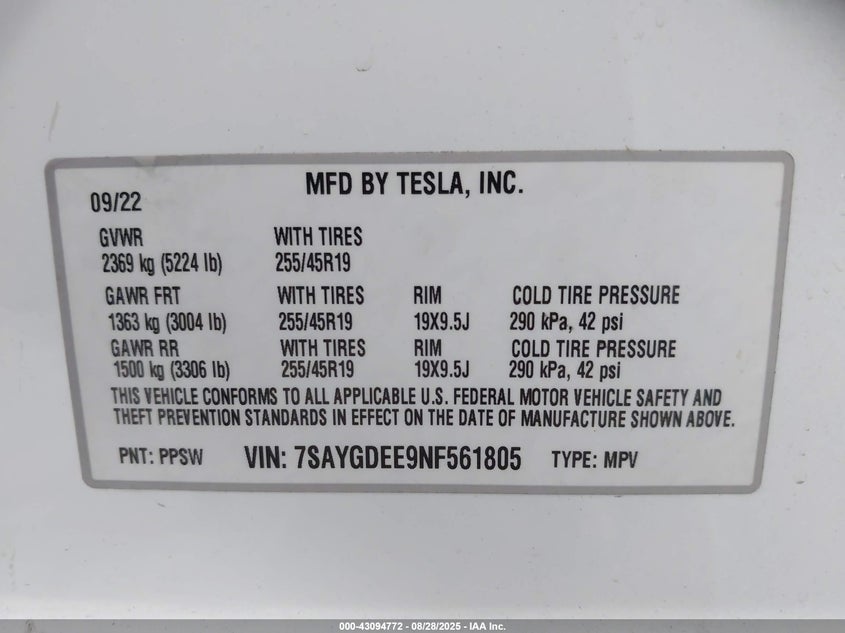 MFD BY TESLA, INC.
09/22
GVWR WITH TIRES
2369 kg (5224 lb) 255/45R19
GAWR FRT WITH TIRES RIM COLD TIRE PRESSURE
1363 kg (3004 lb) 255/45R19 19X9.5J 290 kPa, 42 psi
GAWR RR WITH TIRES RIM COLD TIRE PRESSURE
1500 kg (3306 lb) 255/45R19 19X9.5J 290 kPa, 42 psi
THIS VEHICLE CONFORMS TO ALL APPLICABLE U.S. FEDERAL MOTOR VEHICLE SAFETY AND
THEFT PREVENTION STANDARDS IN EFFECT ON THE DATE OF MANUFACTURE SHOWN ABOVE.
PNT: PPSW VIN: 7SAYGDEE9NF561805 TYPE: MPV
000-43094772 - 08/28/2025 - IAA Inc.